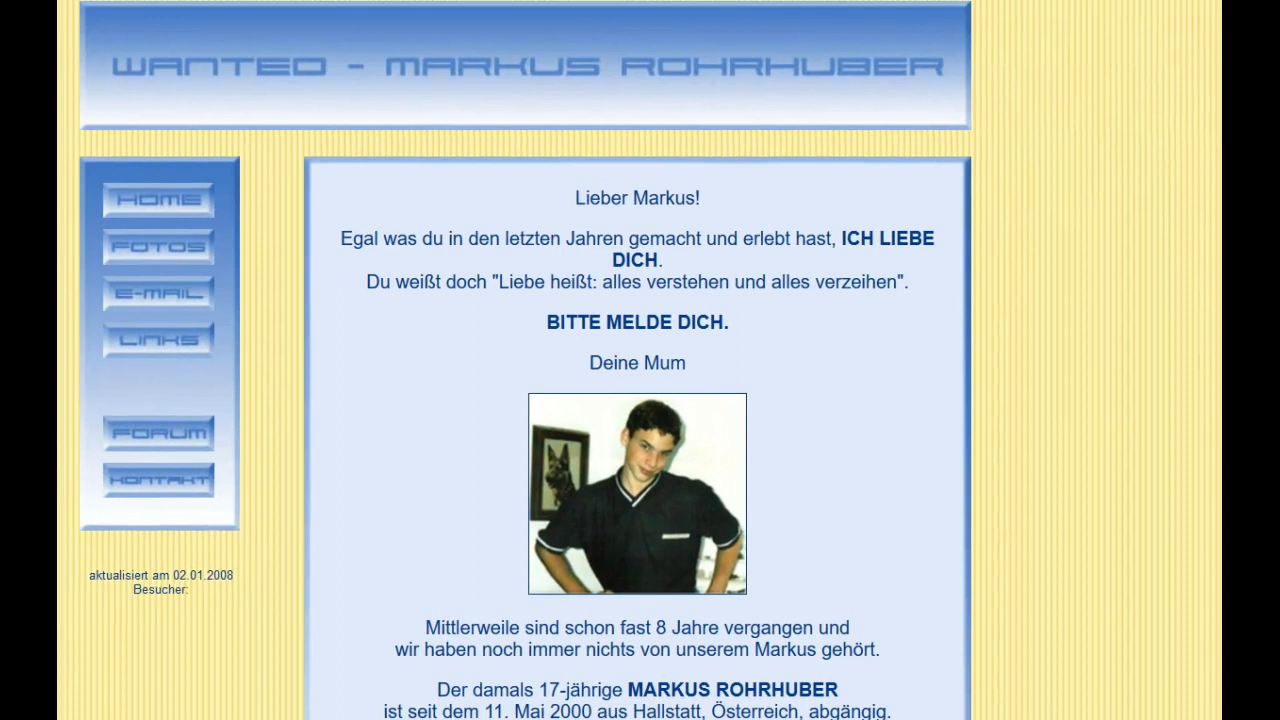 WANTED - MARKUS ROHRHUBER
HOME
FOTOS
E-MAIL
LINKS
FORUM
KONTAKT
aktualisiert am 02.01.2008
Besucher:
Lieber Markus!
Egal was du in den letzten Jahren gemacht und erlebt hast, ICH LIEBE
DICH.
Du weißt doch "Liebe heißt: alles verstehen und alles verzeihen".
BITTE MELDE DICH.
Deine Mum
Mittlerweile sind schon fast 8 Jahre vergangen und
wir haben noch immer nichts von unserem Markus gehört.
Der damals 17-jährige MARKUS ROHRHUBER
ist seit dem 11. Mai 2000 aus Hallstatt, Österreich, abgängig.